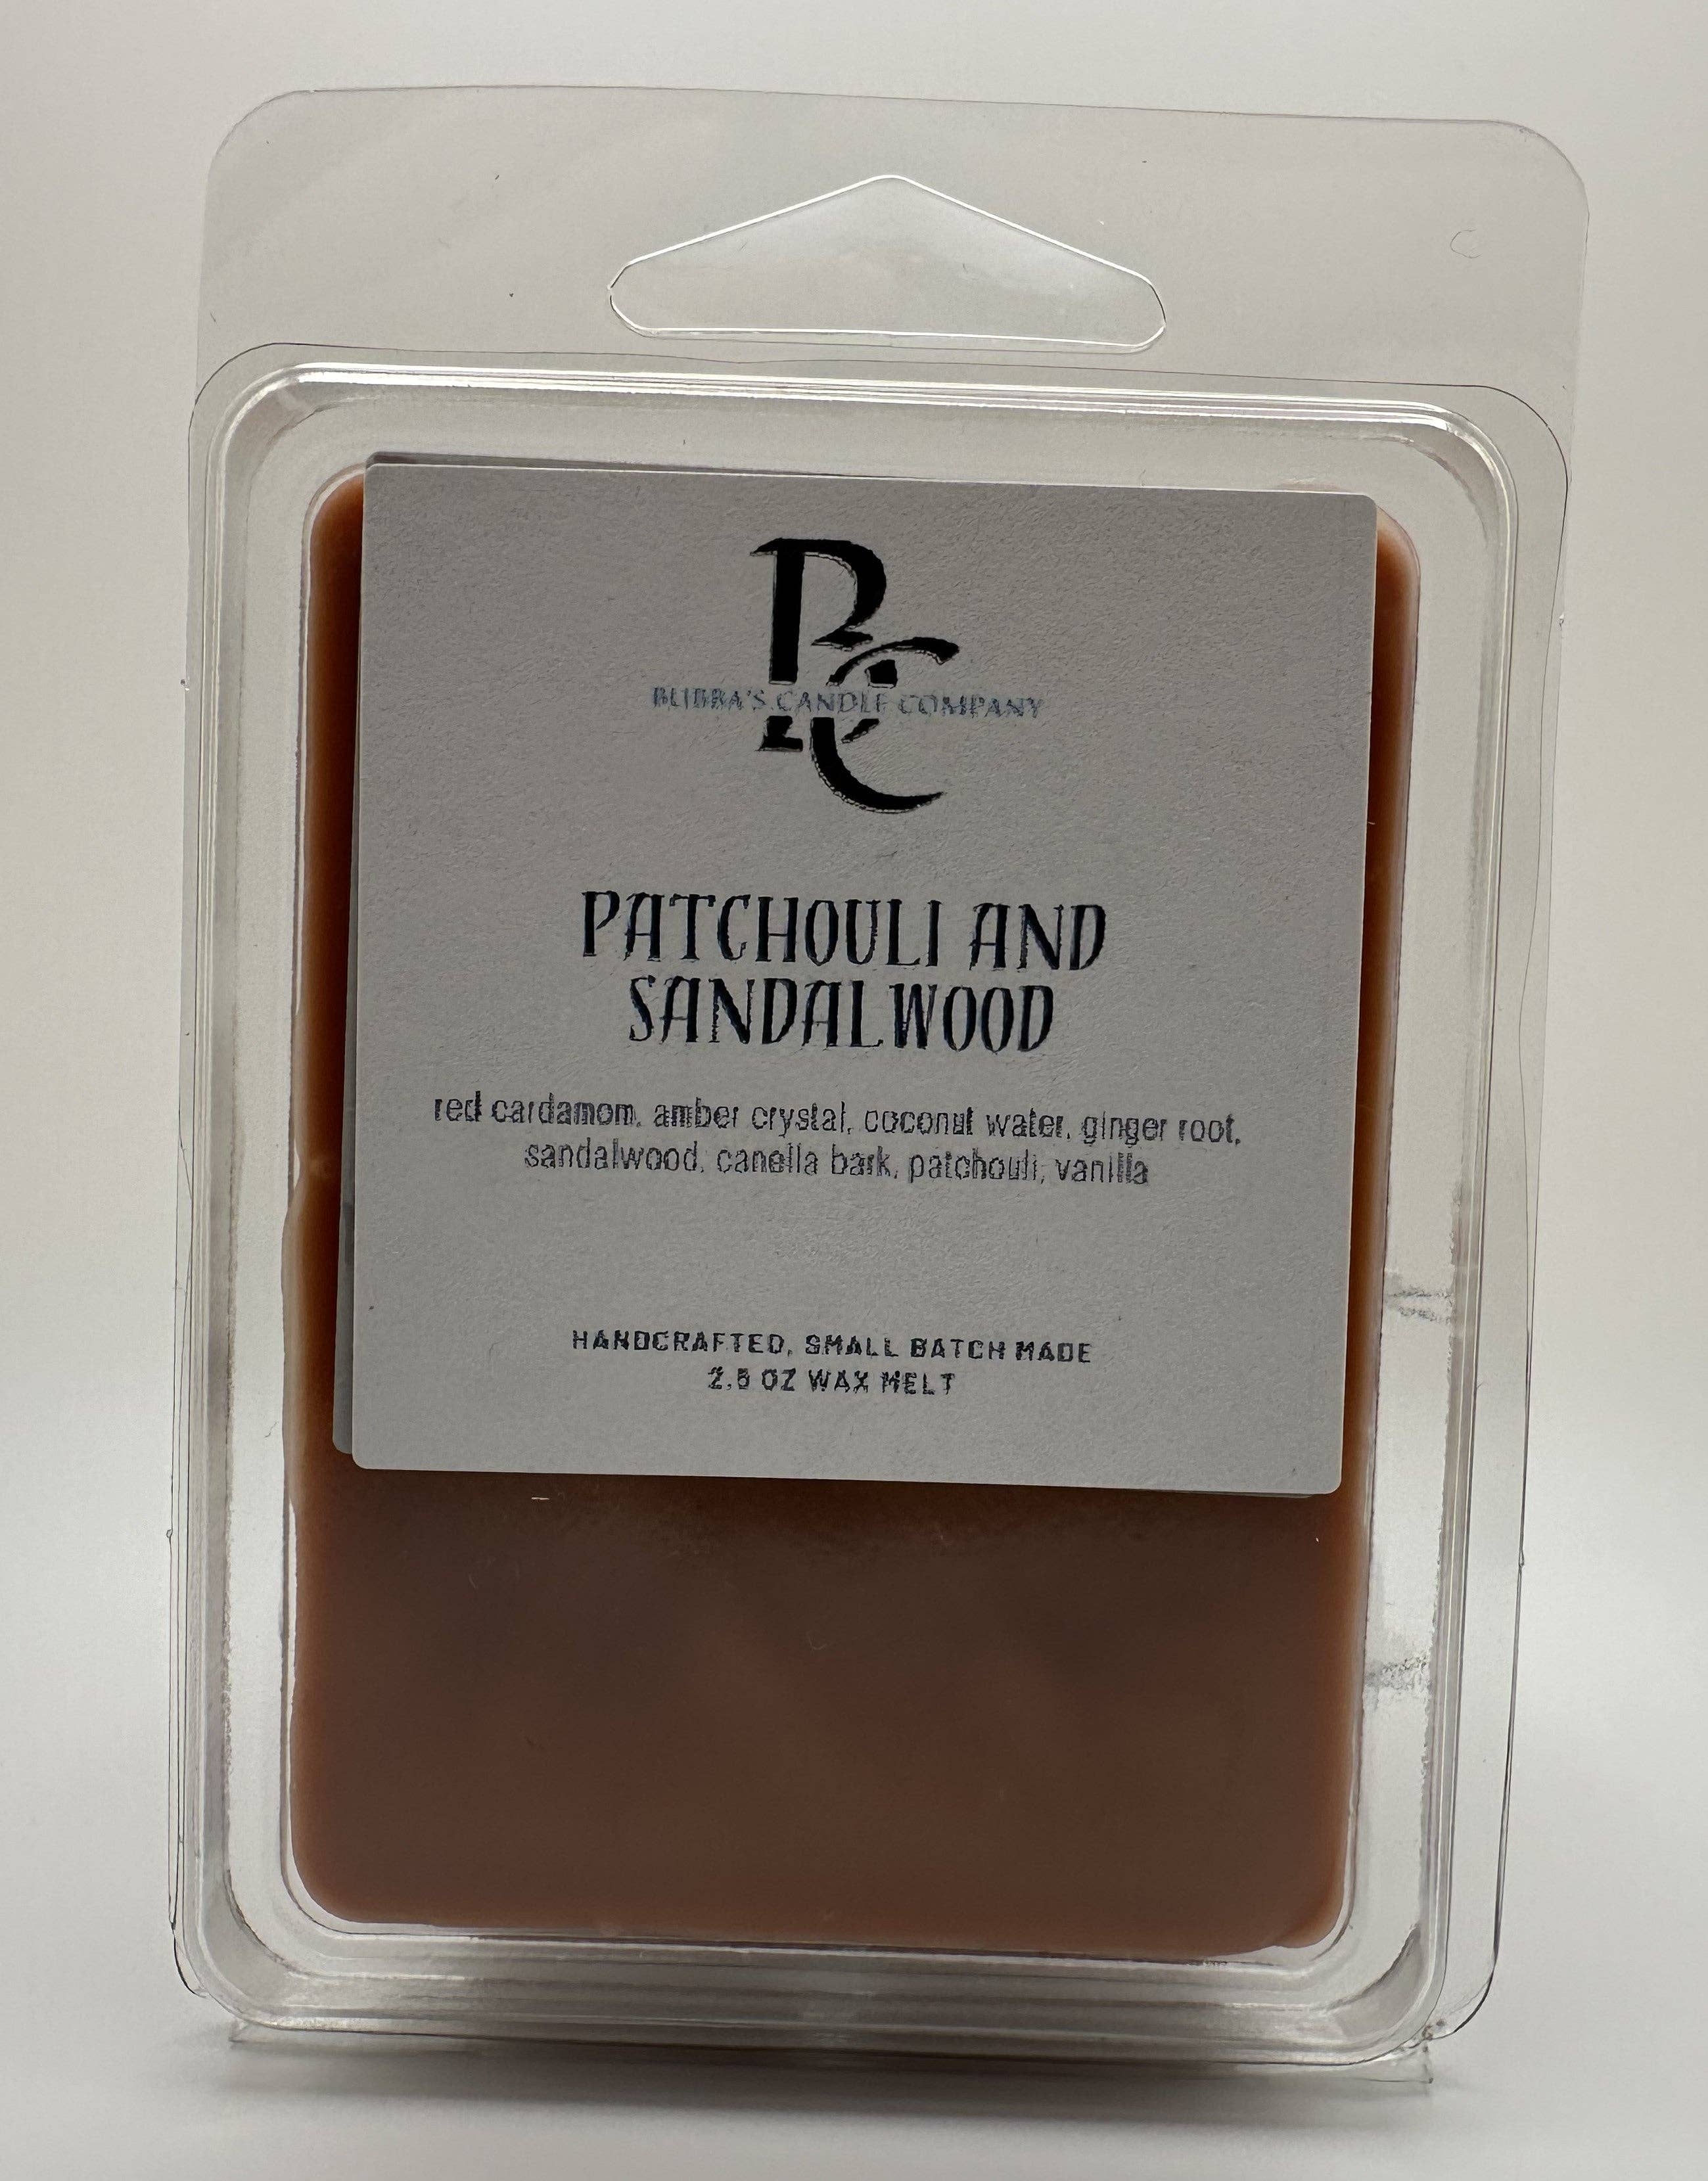 BC
BUBBA'S CANDLE COMPANY
PATCHOULI AND
SANDALWOOD
red cardamom, amber crystal, coconut water, ginger root,
sandalwood, canella bark, patchouli, vanilla
HANDCRAFTED, SMALL BATCH MADE
2.5 OZ WAX MELT